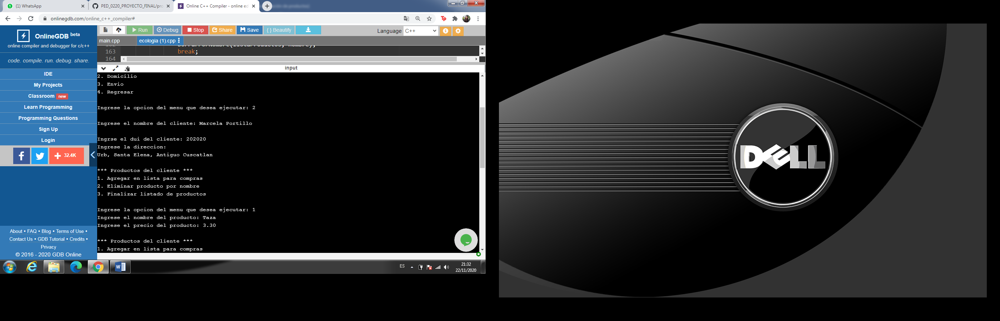 (1) WhatsApp
PED_0220_PROYECTO_FINAL/pro
Online C++ Compiler - online ed
onlinegdb.com/online_c++_compiler#
OnlineGDB beta
online compiler and debugger for c/c++
code. compile. run. debug. share.
IDE
My Projects
Classroom new
Learn Programming
Programming Questions
Sign Up
Login
32.4K
About • FAQ • Blog • Terms of Use •
Contact Us • GDB Tutorial • Credits •
Privacy
© 2016 - 2020 GDB Online
Run Debug Stop Share Save { } Beautify
Language C++
main.cpp ecologia (1).cpp
163 break;
164
input
2. Domicilio
3. Envio
4. Regresar
Ingrese la opcion del menu que desea ejecutar: 2
Ingrese el nombre del cliente: Marcela Portillo
Ingrse el dui del cliente: 202020
Ingrese la direccion:
Urb, Santa Elena, Antiguo Cuscatlan
*** Productos del cliente ***
1. Agregar en lista para compras
2. Eliminar producto por nombre
3. Finalizar listado de productos
Ingrese la opcion del menu que desea ejecutar: 1
Ingrese el nombre del producto: Taza
Ingrese el precio del producto: 3.30
*** Productos del cliente ***
1. Agregar en lista para compras
ES
21:32
22/11/2020
DELL